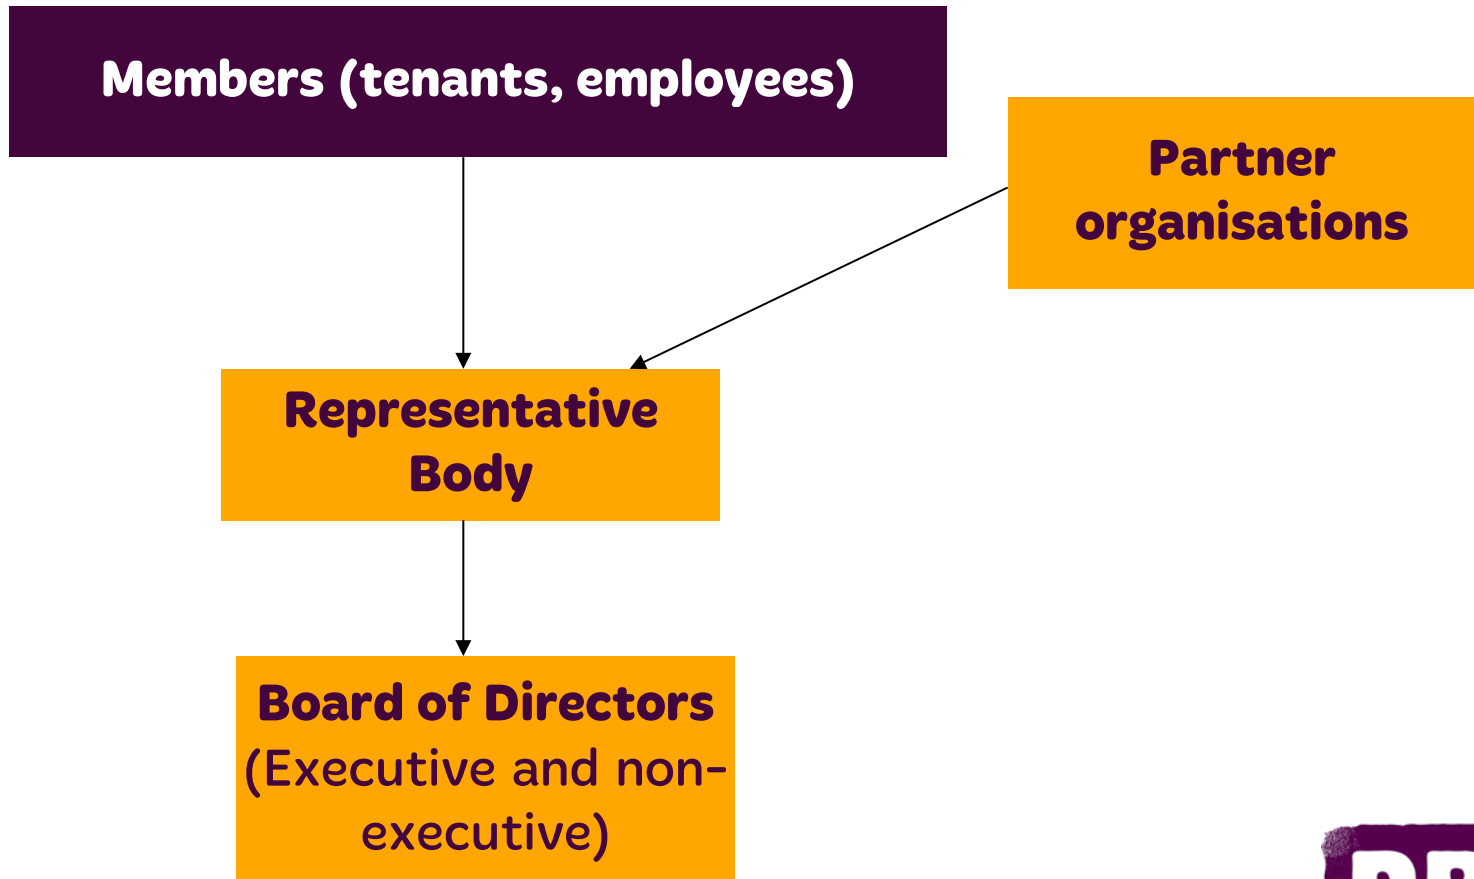 Members (tenants, employees)
Partner
organisations
Representative
Body
Board of Directors
(Executive and non-
executive)